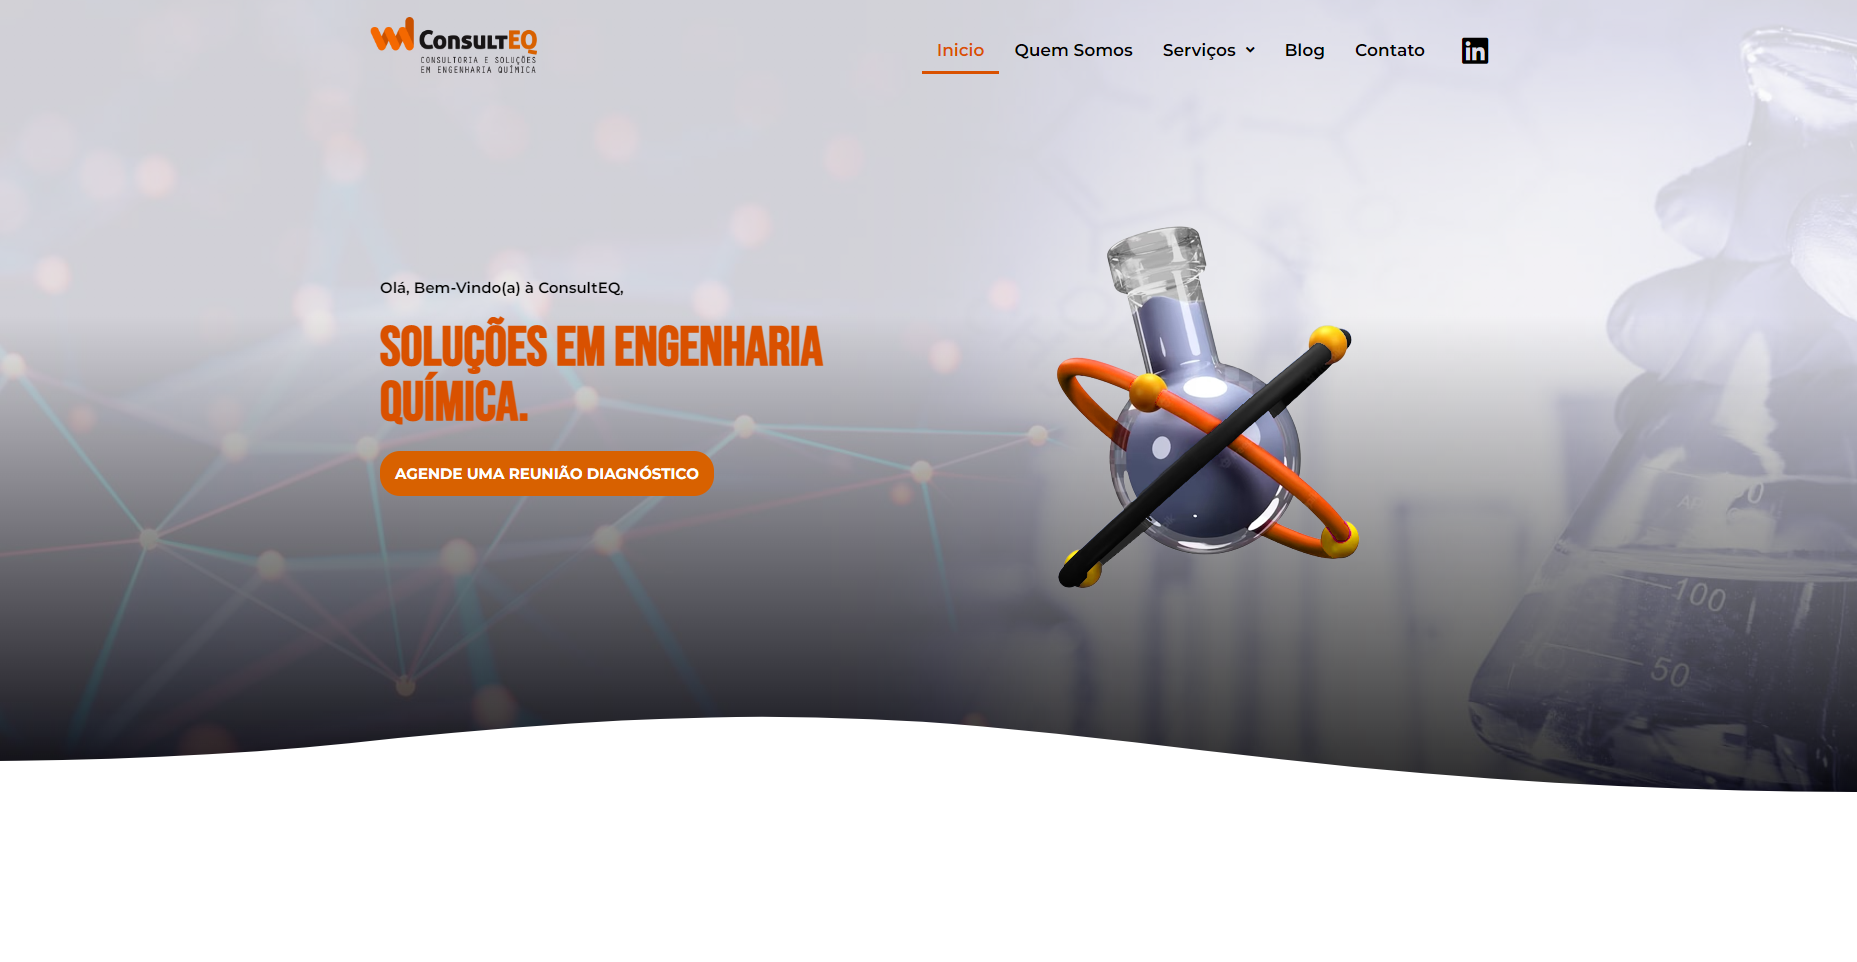 ConsultEQ
CONSULTORIA E SOLUÇÕES
EM ENGENHARIA QUÍMICA
Inicio
Quem Somos
Serviços
Blog
Contato
in
Olá, Bem-Vindo(a) à ConsultEQ,
SOLUÇÕES EM ENGENHARIA
QUÍMICA.
AGENDE UMA REUNIÃO DIAGNÓSTICO
100
50